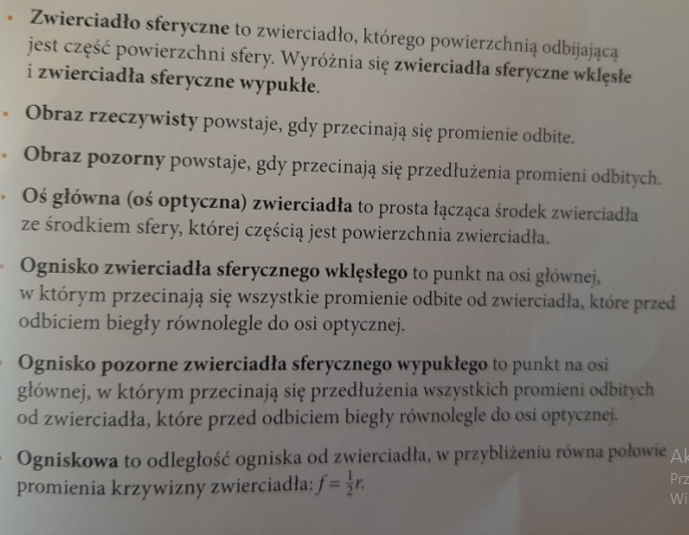 • Zwierciadło sferyczne to zwierciadło, którego powierzchnią odbijającą
jest część powierzchni sfery. Wyróżnia się zwierciadła sferyczne wklęsłe
i zwierciadła sferyczne wypukłe.
• Obraz rzeczywisty powstaje, gdy przecinają się promienie odbite.
• Obraz pozorny powstaje, gdy przecinają się przedłużenia promieni odbitych.
• Oś główna (oś optyczna) zwierciadła to prosta łącząca środek zwierciadła
ze środkiem sfery, której częścią jest powierzchnia zwierciadła.
• Ognisko zwierciadła sferycznego wklęsłego to punkt na osi głównej,
w którym przecinają się wszystkie promienie odbite od zwierciadła, które przed
odbiciem biegły równolegle do osi optycznej.
• Ognisko pozorne zwierciadła sferycznego wypukłego to punkt na osi
głównej, w którym przecinają się przedłużenia wszystkich promieni odbitych
od zwierciadła, które przed odbiciem biegły równolegle do osi optycznej.
• Ogniskowa to odległość ogniska od zwierciadła, w przybliżeniu równa połowie
promienia krzywizny zwierciadła: f = ½r.
Ak
Prz
Wi